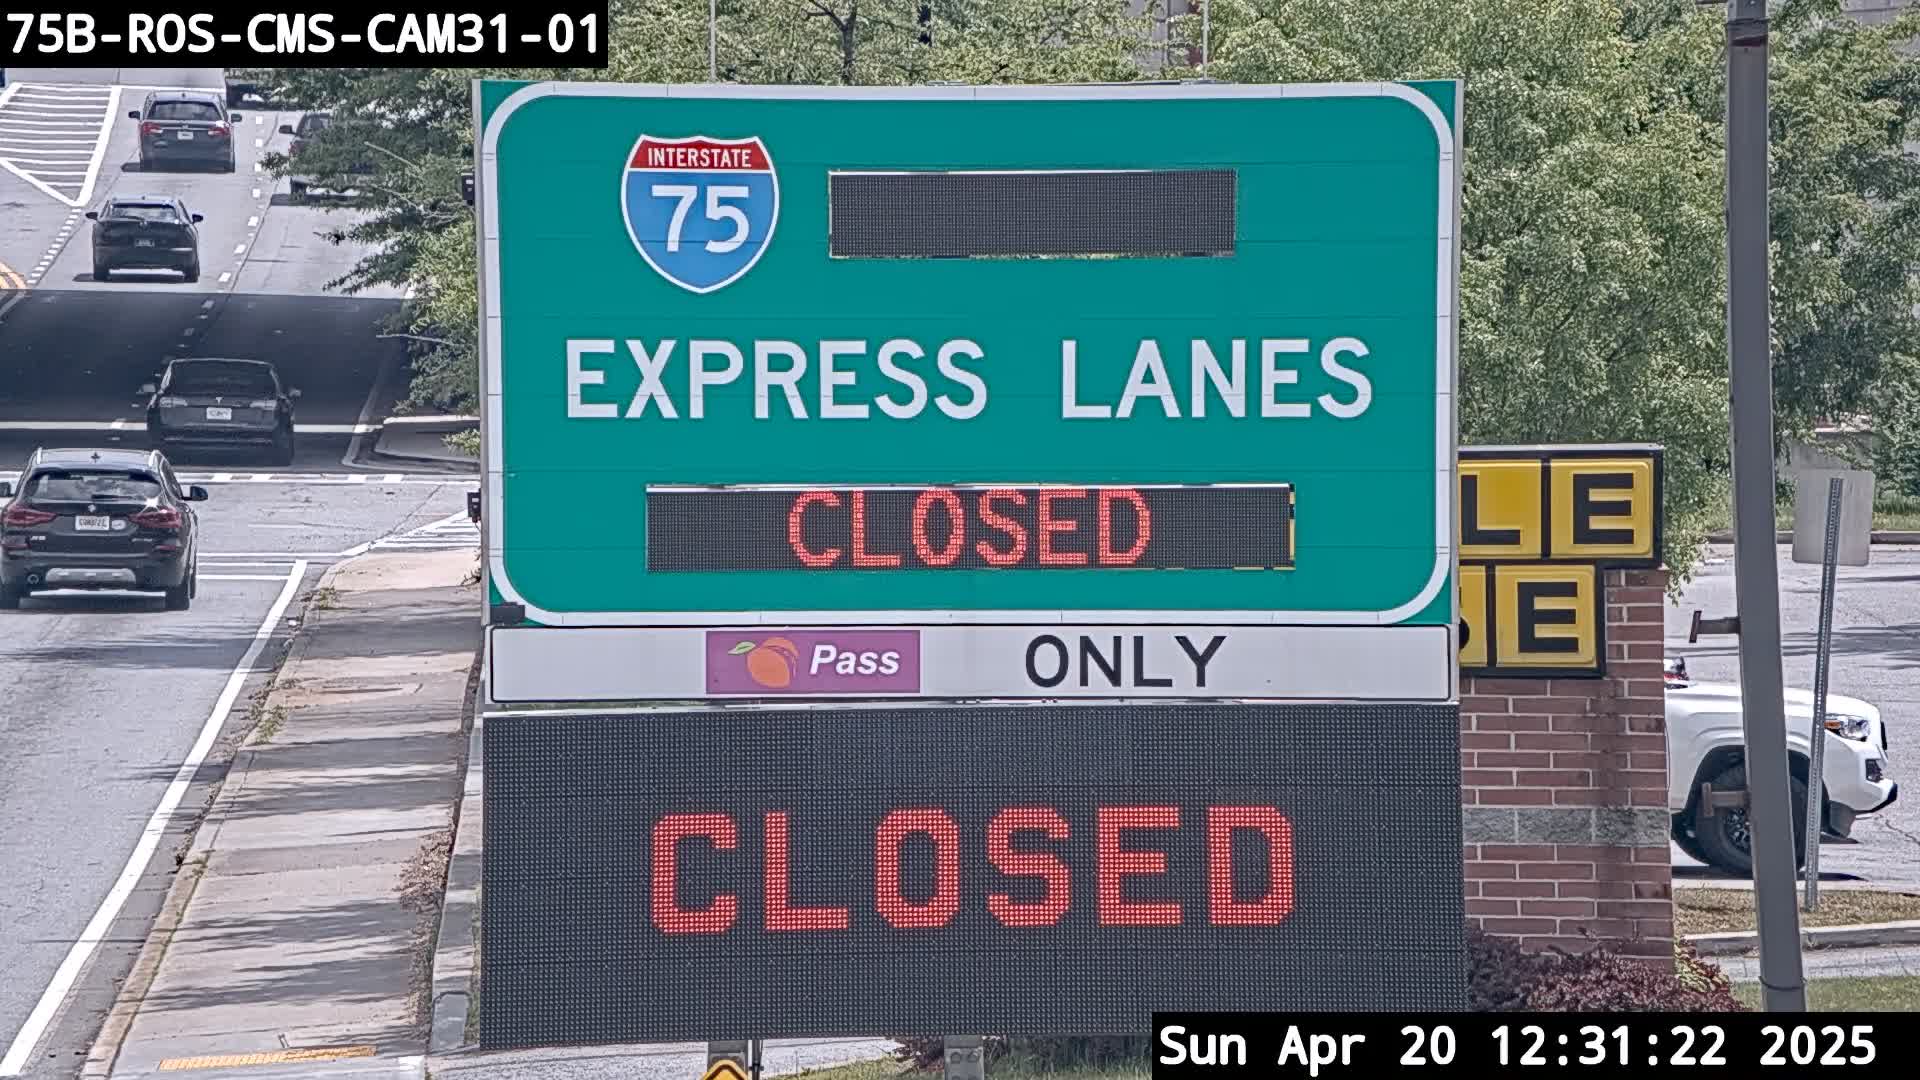 75B-ROS-CMS-CAM31-01
INTERSTATE
75
EXPRESS LANES
CLOSED
Pass ONLY
CLOSED
LE
E
Sun Apr 20 12:31:22 2025